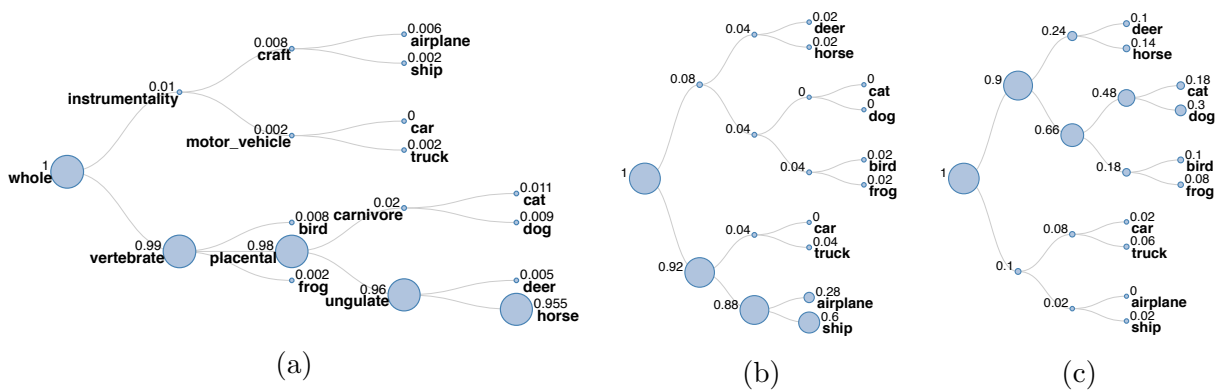 0.006
airplane
0.008
craft
0.002
ship
0.01
instrumentality
0
car
0.002
motor_vehicle
0.002
truck
1
whole
0.011
cat
0.02
carnivore
0.009
dog
0.008
bird
0.99
vertebrate
0.98
placental
0.002
frog
0.005
deer
0.96
ungulate
0.955
horse
(a)
0.02
deer
0.04
0.02
horse
0.08
0
cat
0
0
dog
0.04
0.02
bird
0.04
0.02
frog
1
0
car
0.04
0.04
truck
0.92
0.28
airplane
0.88
0.6
ship
(b)
0.1
deer
0.24
0.14
horse
0.9
0.18
cat
0.48
0.3
dog
0.66
0.1
bird
0.18
0.08
frog
1
0.02
car
0.08
0.06
truck
0.1
0
airplane
0.02
0.02
ship
(c)